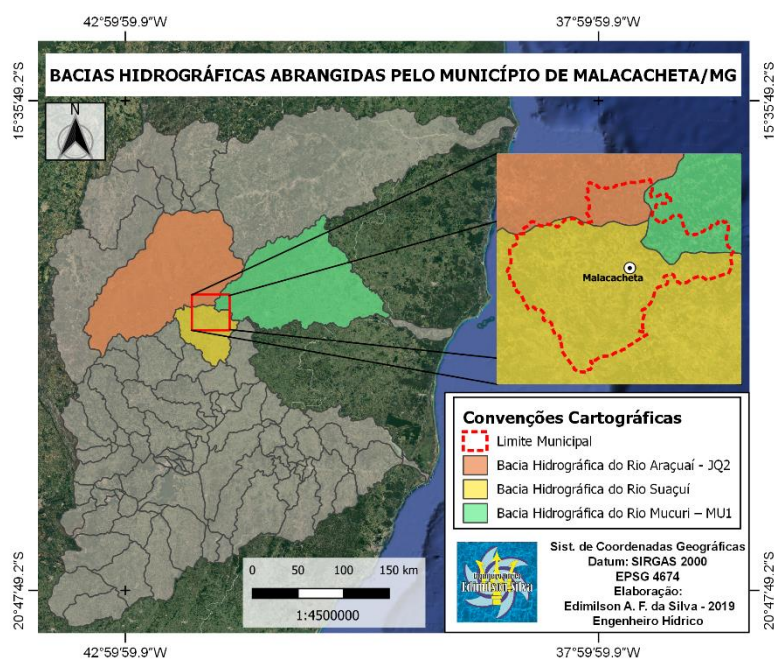 42°59'59.9"W
37°59'59.9"W
BACIAS HIDROGRÁFICAS ABRANGIDAS PELO MUNICÍPIO DE MALACACHETA/MG
15°35'49.2"S
15°35'49.2"S
N
Malacacheta
Convenções Cartográficas
Limite Municipal
Bacia Hidrográfica do Rio Araçuaí - JQ2
Bacia Hidrográfica do Rio Suaçuí
Bacia Hidrográfica do Rio Mucuri – MU1
0 50 100 150 km
1:4500000
Edimilson Silva
Sist. de Coordenadas Geográficas
Datum: SIRGAS 2000
EPSG 4674
Elaboração:
Edimilson A. F. da Silva - 2019
Engenheiro Hídrico
20°47'49.2"S
20°47'49.2"S
42°59'59.9"W
37°59'59.9"W